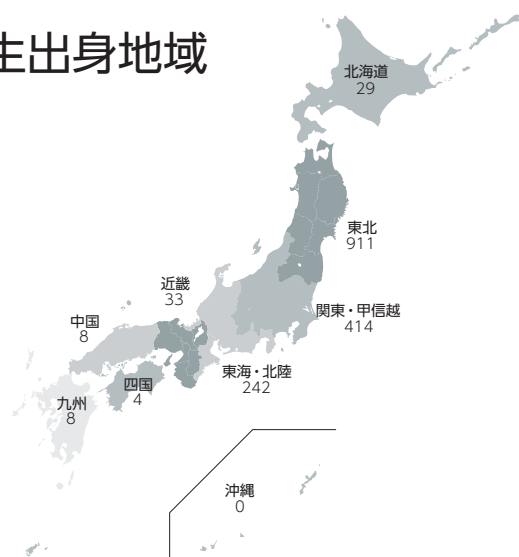 生出身地域
北海道
29
東北
911
関東・甲信越
414
東海・北陸
242
近畿
33
中国
8
四国
4
九州
8
沖縄
0